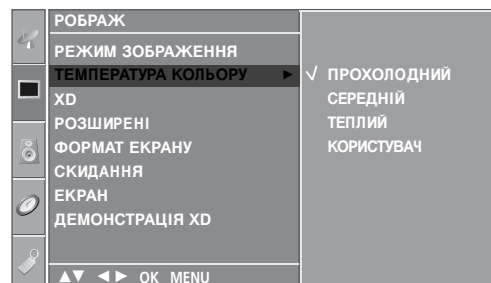 РОБРАЖ
РЕЖИМ ЗОБРАЖЕННЯ
ТЕМПЕРАТУРА КОЛЬОРУ ► √ ПРОХОЛОДНИЙ
XD СЕРЕДНІЙ
РОЗШИРЕНІ ТЕПЛИЙ
ФОРМАТ ЕКРАНУ КОРИСТУВАЧ
СКИДАННЯ
ЕКРАН
ДЕМОНСТРАЦІЯ XD
▲▼ ◄► OK MENU